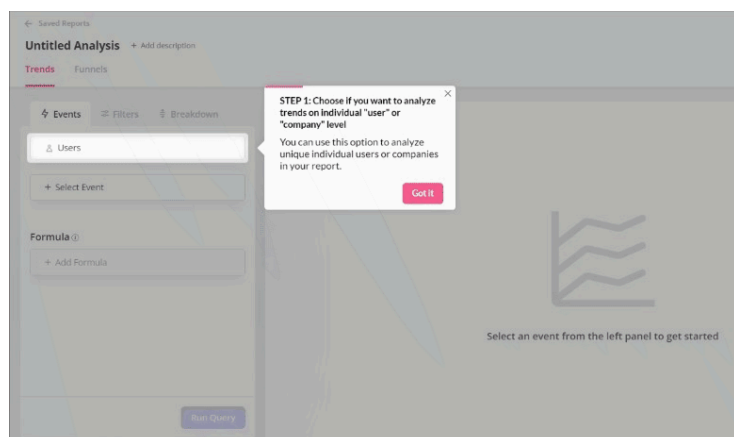 ← Saved Reports
Untitled Analysis + Add description
Trends Funnels
Events Filters Breakdown
Users
+ Select Event
Formula
+ Add Formula
Run Query
STEP 1: Choose if you want to analyze
trends on individual "user" or
"company" level
You can use this option to analyze
unique individual users or companies
in your report.
Got it
Select an event from the left panel to get started